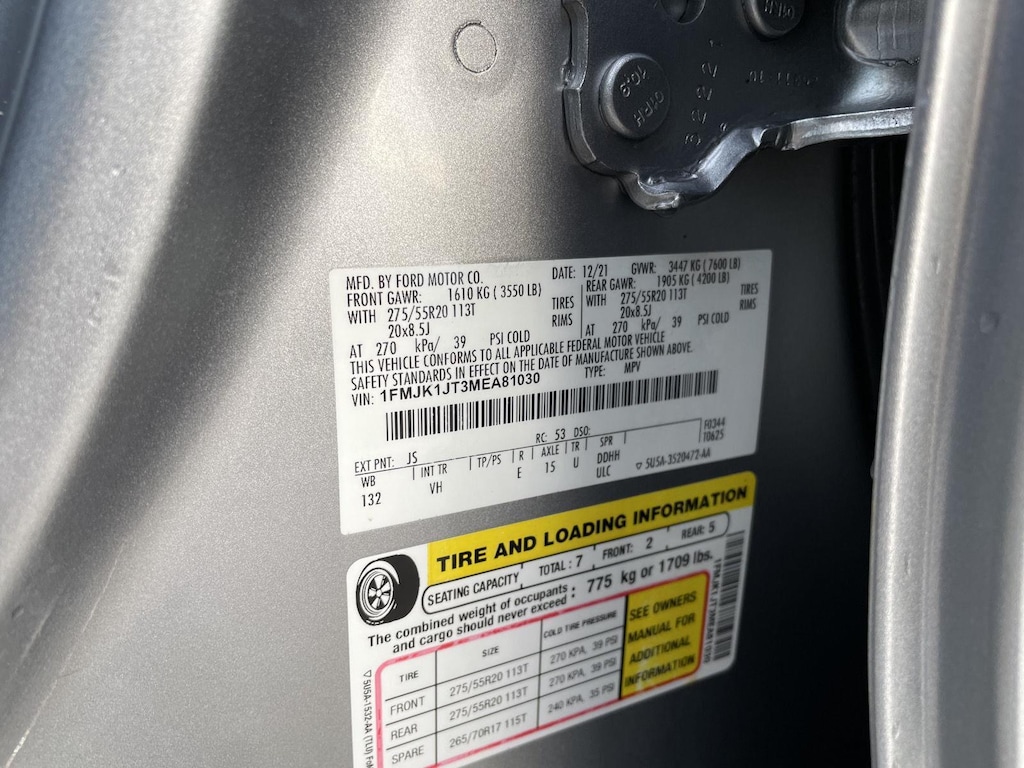 MFD. BY FORD MOTOR CO.
DATE: 12/21 GVWR: 3447 KG ( 7600 LB)
FRONT GAWR: 1610 KG ( 3550 LB)
WITH 275/55R20 113T TIRES
20x8.5J RIMS
AT 270 kPa/ 39 PSI COLD
REAR GAWR: 1905 KG ( 4200 LB)
WITH 275/55R20 113T TIRES
20x8.5J RIMS
AT 270 kPa/ 39 PSI COLD
THIS VEHICLE CONFORMS TO ALL APPLICABLE FEDERAL MOTOR VEHICLE
SAFETY STANDARDS IN EFFECT ON THE DATE OF MANUFACTURE SHOWN ABOVE.
VIN: 1FMJK1JT3MEA81030 TYPE: MPV
F0344
T0625
EXT PNT: JS RC: 53 DSO:
WB INT TR TP/PS R AXLE TR SPR
132 VH E 15 U DDHH
ULC
▽ 5U5A-3520472-AA
TIRE AND LOADING INFORMATION
SEATING CAPACITY TOTAL : 7 FRONT: 2 REAR: 5
The combined weight of occupants
and cargo should never exceed : 775 kg or 1709 lbs.
TIRE SIZE COLD TIRE PRESSURE
FRONT 275/55R20 113T 270 KPA, 39 PSI
REAR 275/55R20 113T 270 KPA, 39 PSI
SPARE 265/70R17 115T 240 KPA, 35 PSI
SEE OWNERS
MANUAL FOR
ADDITIONAL
INFORMATION
1FMJK1JT3MEA81030
▽ 5U5A-1532-AA (TLU)